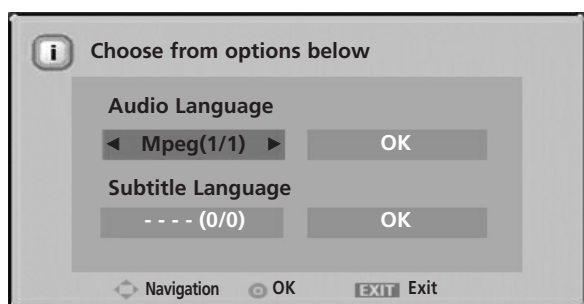 i Choose from options below
Audio Language
◄ Mpeg(1/1) ► OK
Subtitle Language
- - - - (0/0) OK
Navigation OK EXIT Exit